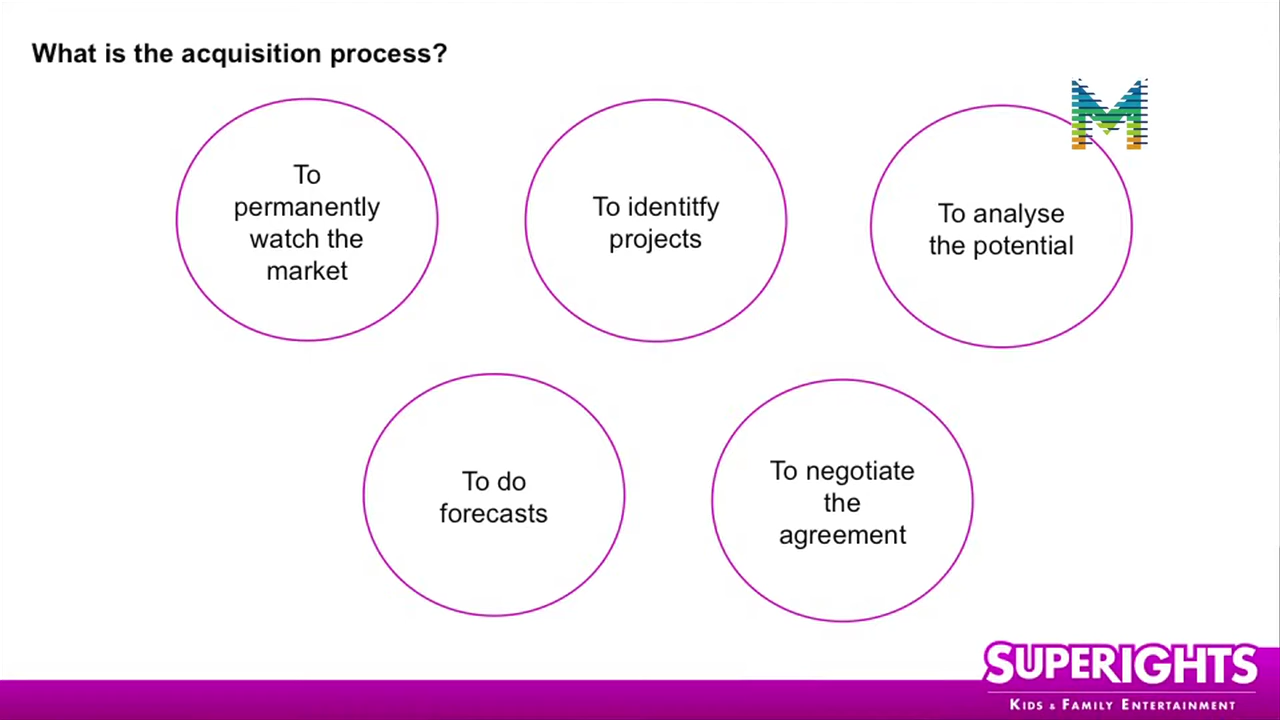 What is the acquisition process?
To
permanently
watch the
market
To identitfy
projects
To analyse
the potential
M
To do
forecasts
To negotiate
the
agreement
SUPERIGHTS
KIDS & FAMILY ENTERTAINMENT